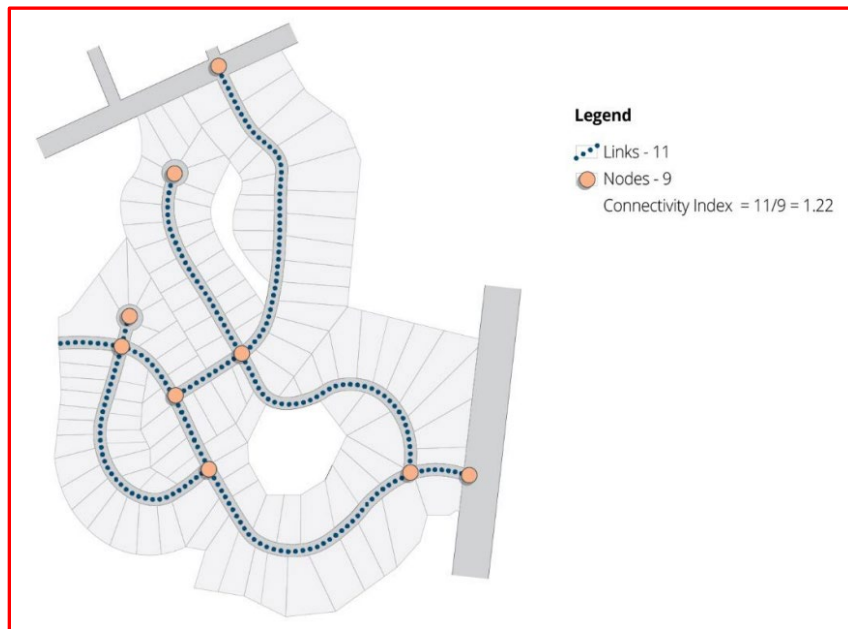 Legend
Links - 11
Nodes - 9
Connectivity Index = 11/9 = 1.22